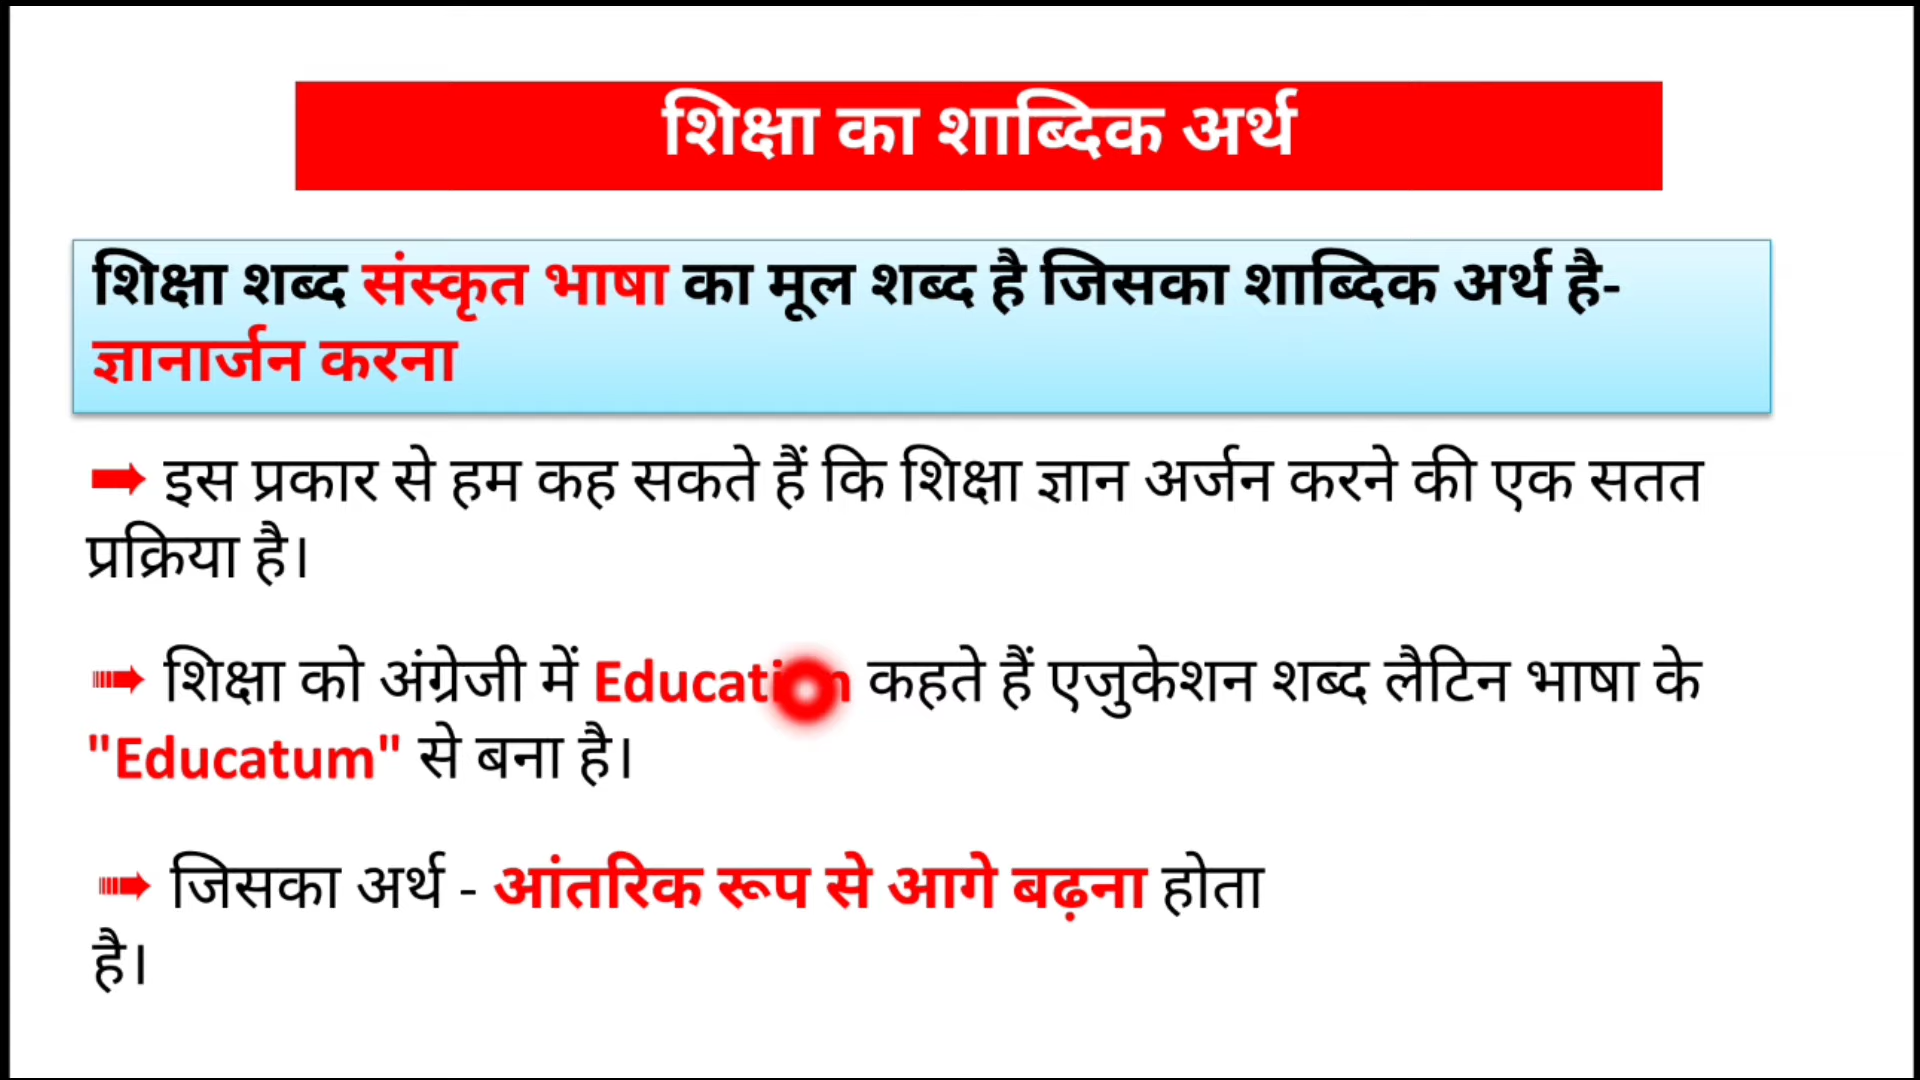 शिक्षा का शाब्दिक अर्थ
शिक्षा शब्द संस्कृत भाषा का मूल शब्द है जिसका शाब्दिक अर्थ है-
ज्ञानार्जन करना
➡ इस प्रकार से हम कह सकते हैं कि शिक्षा ज्ञान अर्जन करने की एक सतत
प्रक्रिया है।
➠ शिक्षा को अंग्रेजी में Education कहते हैं एजुकेशन शब्द लैटिन भाषा के
"Educatum" से बना है।
➠ जिसका अर्थ - आंतरिक रूप से आगे बढ़ना होता
है।